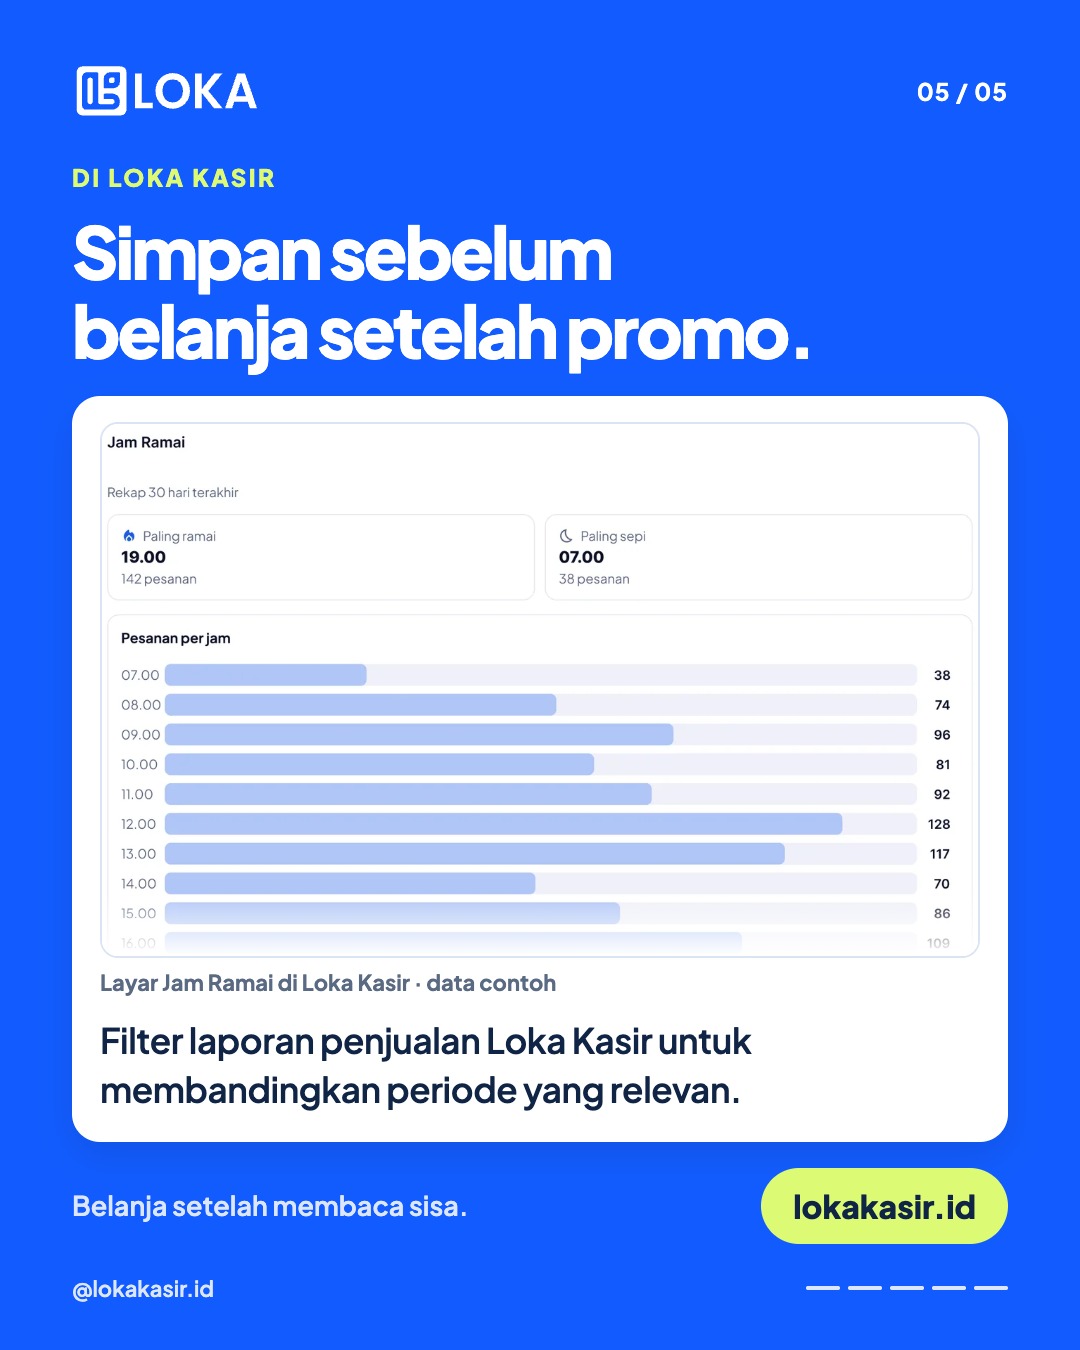 LOKA
05 / 05
DI LOKA KASIR
Simpan sebelum
belanja setelah promo.
Jam Ramai
Rekap 30 hari terakhir
Paling ramai
19.00
142 pesanan
Paling sepi
07.00
38 pesanan
Pesanan per jam
07.00 38
08.00 74
09.00 96
10.00 81
11.00 92
12.00 128
13.00 117
14.00 70
15.00 86
16.00 109
Layar Jam Ramai di Loka Kasir · data contoh
Filter laporan penjualan Loka Kasir untuk
membandingkan periode yang relevan.
Belanja setelah membaca sisa.
lokakasir.id
@lokakasir.id